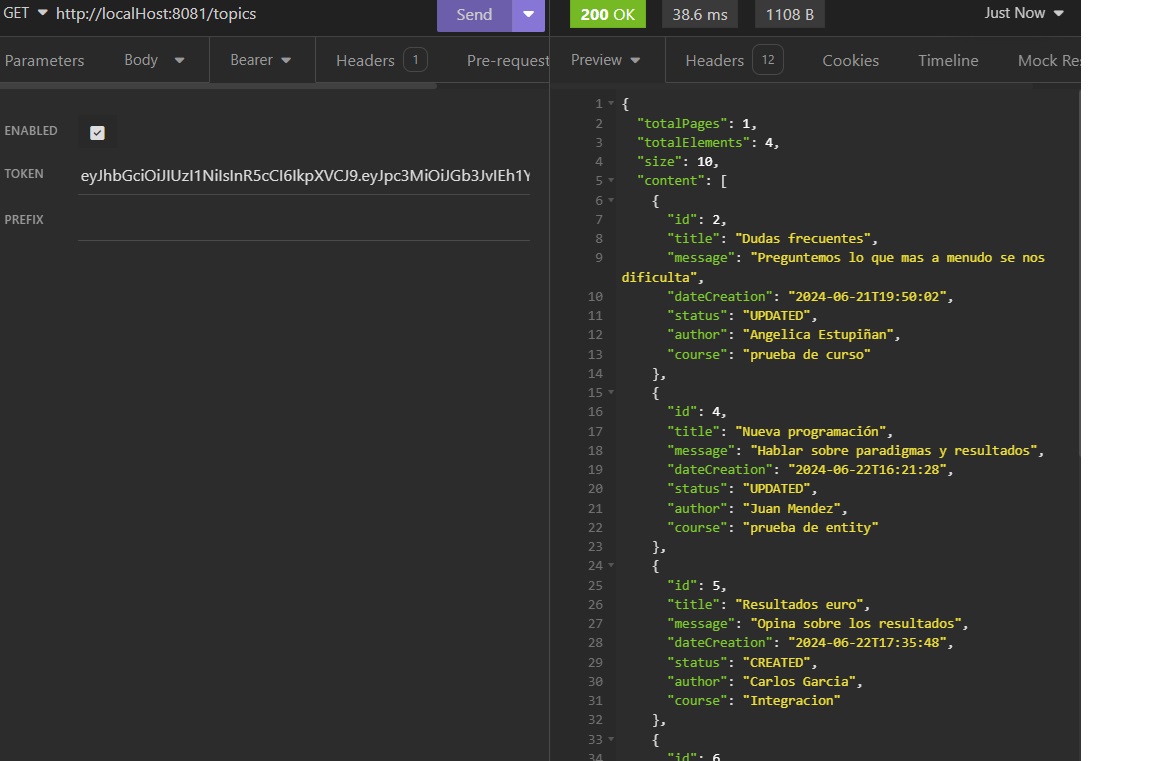 GET http://localHost:8081/topics Send 200 OK 38.6 ms 1108 B Just Now
Parameters Body Bearer Headers 1 Pre-request Preview Headers 12 Cookies Timeline Mock Res
ENABLED
TOKEN eyJhbGciOiJIUzI1NiIsInR5cCI6IkpXVCJ9.eyJpc3MiOiJGb3JvIEh1Y
PREFIX
1 {
2 "totalPages": 1,
3 "totalElements": 4,
4 "size": 10,
5 "content": [
6 {
7 "id": 2,
8 "title": "Dudas frecuentes",
9 "message": "Preguntemos lo que mas a menudo se nos
dificulta",
10 "dateCreation": "2024-06-21T19:50:02",
11 "status": "UPDATED",
12 "author": "Angelica Estupiñan",
13 "course": "prueba de curso"
14 },
15 {
16 "id": 4,
17 "title": "Nueva programación",
18 "message": "Hablar sobre paradigmas y resultados",
19 "dateCreation": "2024-06-22T16:21:28",
20 "status": "UPDATED",
21 "author": "Juan Mendez",
22 "course": "prueba de entity"
23 },
24 {
25 "id": 5,
26 "title": "Resultados euro",
27 "message": "Opina sobre los resultados",
28 "dateCreation": "2024-06-22T17:35:48",
29 "status": "CREATED",
30 "author": "Carlos Garcia",
31 "course": "Integracion"
32 },
33 {
34 "id": 6